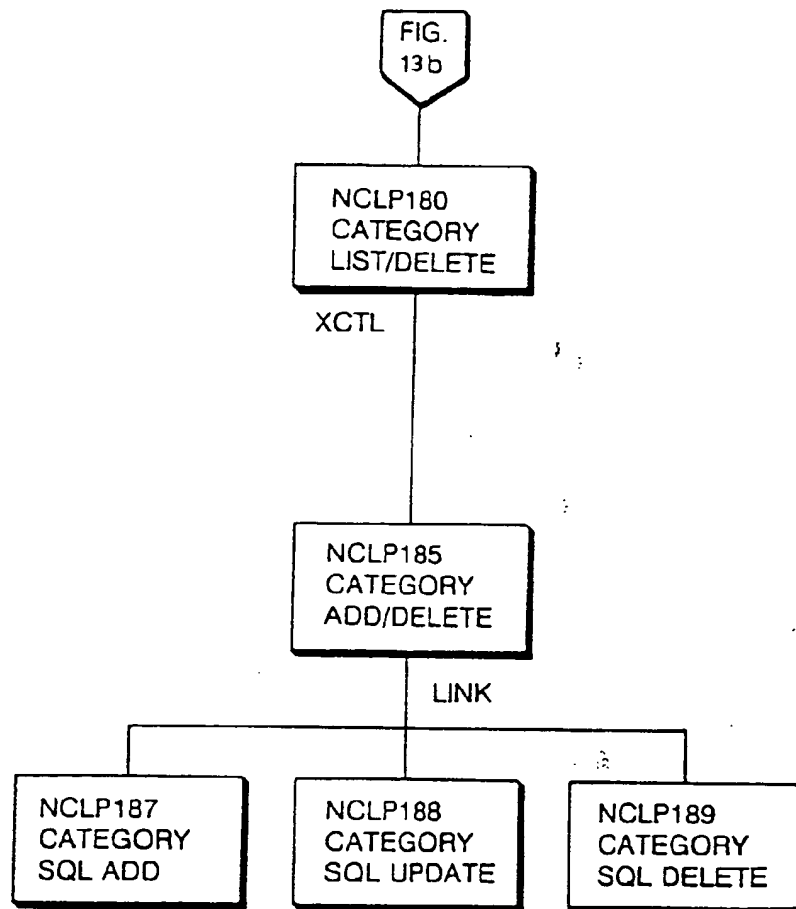 FIG.
13b
NCLP180
CATEGORY
LIST/DELETE
XCTL
NCLP185
CATEGORY
ADD/DELETE
LINK
NCLP187
CATEGORY
SQL ADD
NCLP188
CATEGORY
SQL UPDATE
NCLP189
CATEGORY
SQL DELETE